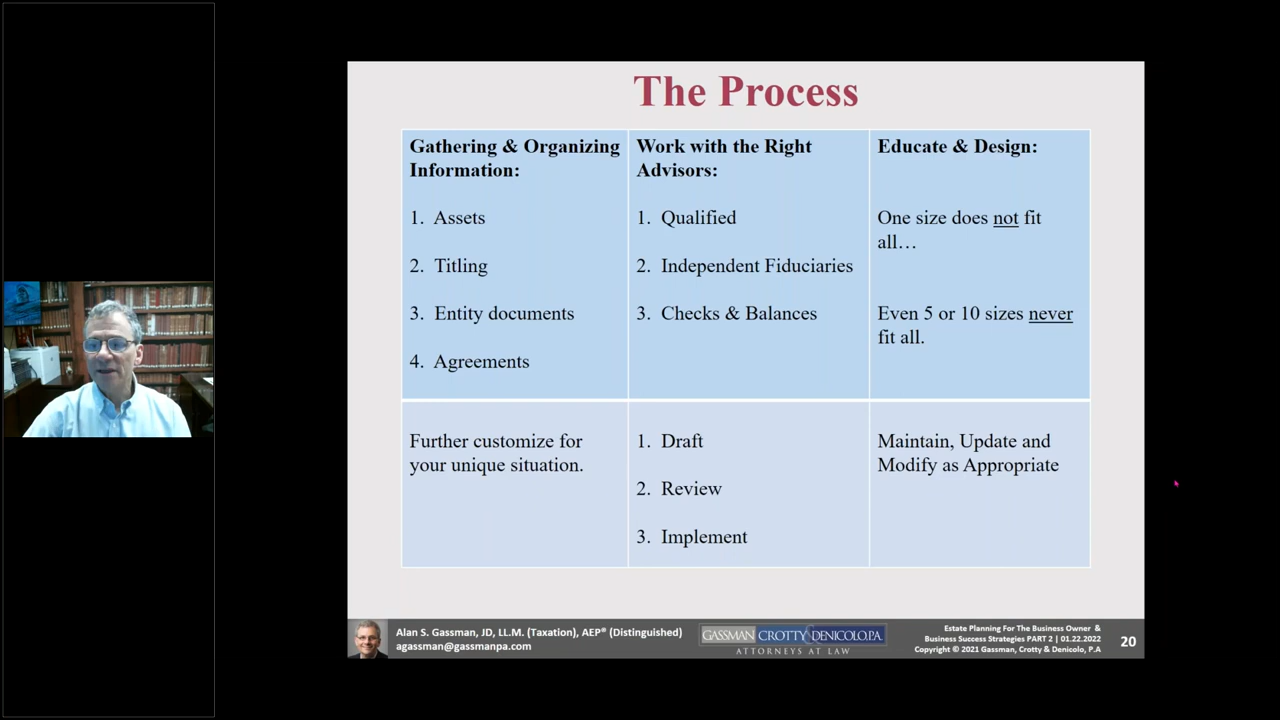 The Process
Gathering & Organizing
Information:
1. Assets
2. Titling
3. Entity documents
4. Agreements
Work with the Right
Advisors:
1. Qualified
2. Independent Fiduciaries
3. Checks & Balances
Educate & Design:
One size does not fit
all…
Even 5 or 10 sizes never
fit all.
Further customize for
your unique situation.
1. Draft
2. Review
3. Implement
Maintain, Update and
Modify as Appropriate
Alan S. Gassman, JD, LL.M. (Taxation), AEP® (Distinguished)
agassman@gassmanpa.com
GASSMAN CROTTY DENICOLO, P.A.
ATTORNEYS AT LAW
Estate Planning For The Business Owner &
Business Success Strategies PART 2 | 01.22.2022
Copyright © 2021 Gassman, Crotty & Denicolo, P.A
20